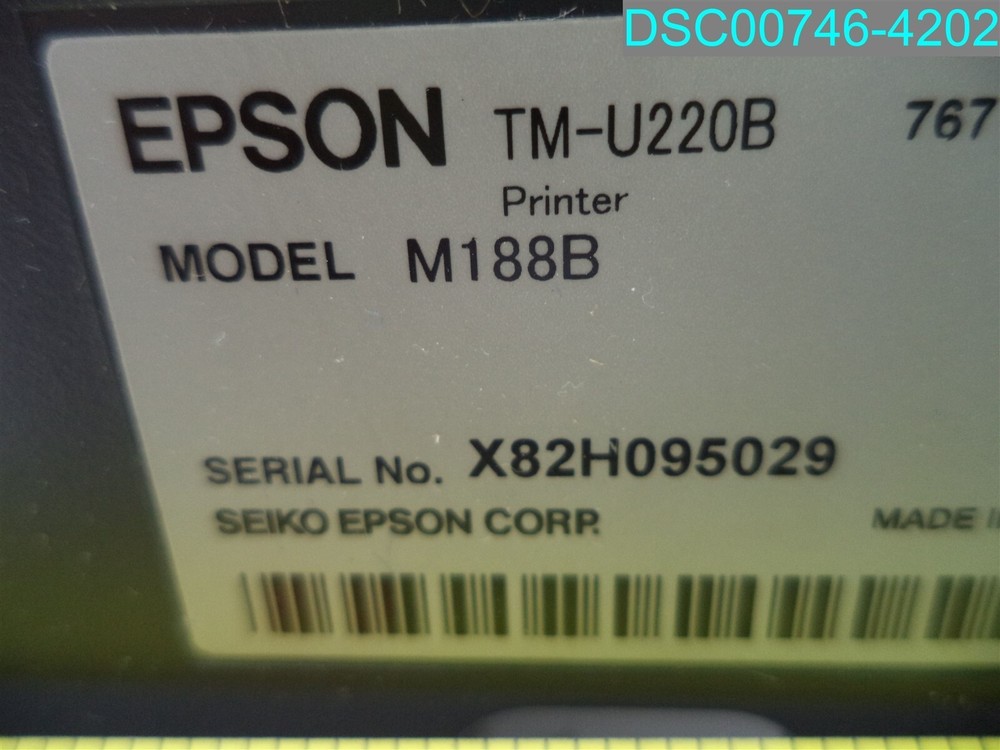 DSC00746-4202
EPSON TM-U220B 767
Printer
MODEL M188B
SERIAL No. X82H095029
SEIKO EPSON CORP.
MADE